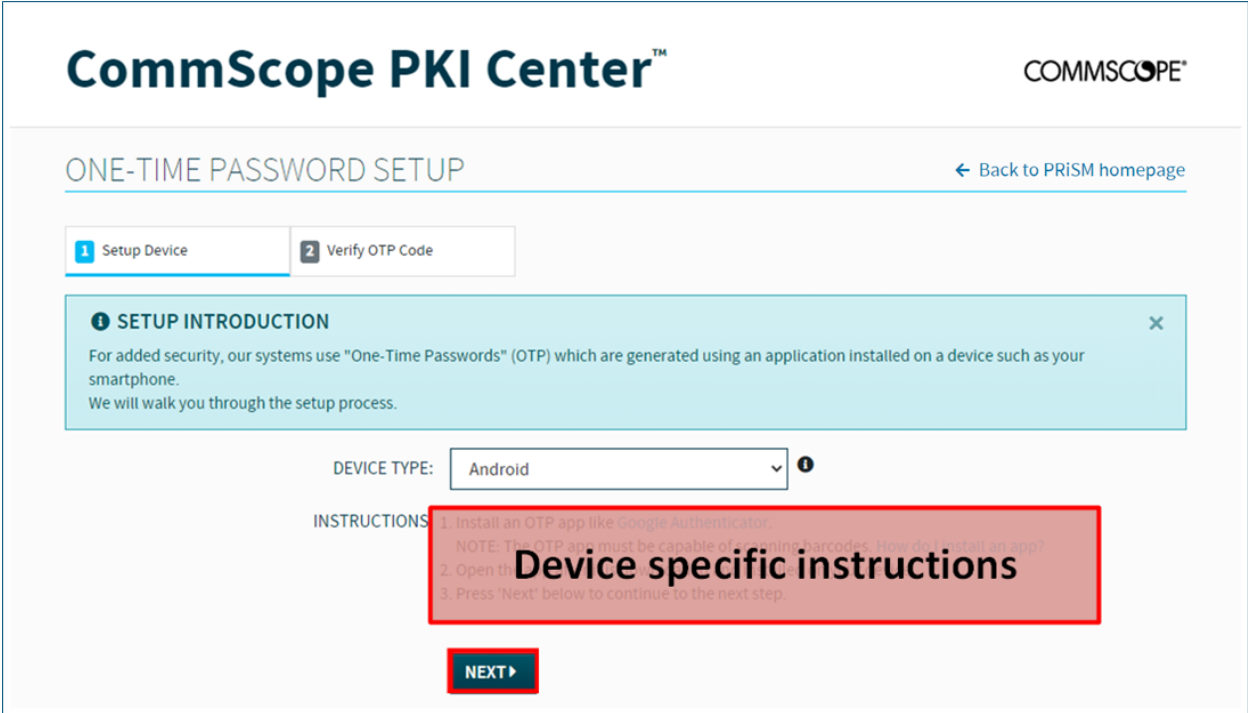 CommScope PKI Center™
COMMSCOPE®
ONE-TIME PASSWORD SETUP
← Back to PRiSM homepage
1 Setup Device
2 Verify OTP Code
SETUP INTRODUCTION
For added security, our systems use "One-Time Passwords" (OTP) which are generated using an application installed on a device such as your
smartphone.
We will walk you through the setup process.
DEVICE TYPE:
Android
INSTRUCTIONS
1. Install an OTP app like Google Authenticator.
NOTE: The OTP app must be capable of scanning barcodes. How do I install an app?
Device specific instructions
2. Open the app
3. Press 'Next' below to continue to the next step.
NEXT